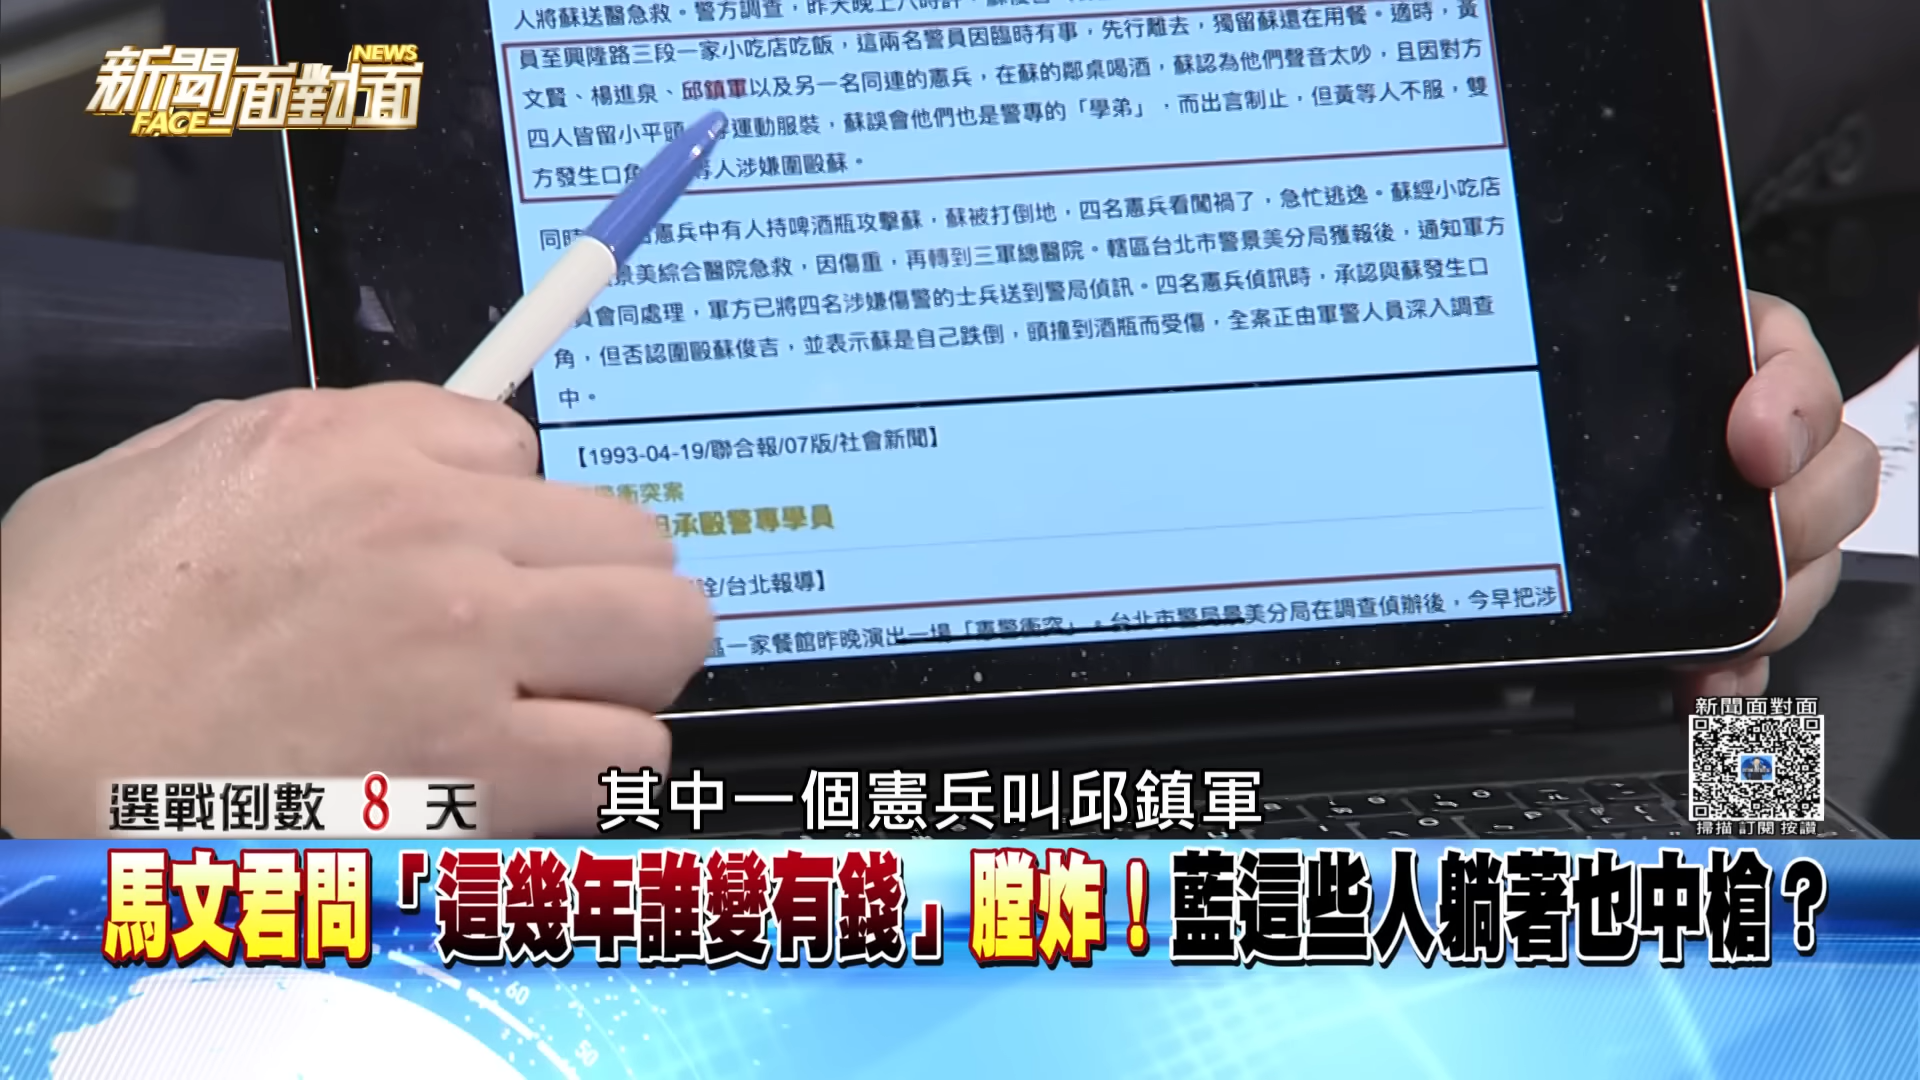 新聞面對面
NEWS
FACE
人將蘇送醫急救。警方調查，昨天晚上八時許，蘇俊吉
員至興隆路三段一家小吃店吃飯，這兩名警員因臨時有事，先行離去，獨留蘇還在用餐。適時，黃
文賢、楊進泉、邱鎮軍以及另一名同連的憲兵，在蘇的鄰桌喝酒，蘇認為他們聲音太吵，且因對方
四人皆留小平頭 穿運動服裝，蘇誤會他們也是警專的「學弟」，而出言制止，但黃等人不服，雙
方發生口角 等人涉嫌圍毆蘇。
同時 憲兵中有人持啤酒瓶攻擊蘇，蘇被打倒地，四名憲兵看闖禍了，急忙逃逸。蘇經小吃店
景美綜合醫院急救，因傷重，再轉到三軍總醫院。轄區台北市警景美分局獲報後，通知軍方
員會同處理，軍方已將四名涉嫌傷警的士兵送到警局偵訊。四名憲兵偵訊時，承認與蘇發生口
角，但否認圍毆蘇俊吉，並表示蘇是自己跌倒，頭撞到酒瓶而受傷，全案正由軍警人員深入調查
中。
【1993-04-19/聯合報/07版/社會新聞】
警衝突案
坦承毆警專學員
/台北報導】
區一家餐館昨晚演出一場「憲警衝突」。台北市警局景美分局在調查偵辦後，今早把涉
新聞面對面
掃描 訂閱 按讚
選戰倒數 8 天
其中一個憲兵叫邱鎮軍
馬文君問「這幾年誰變有錢」膛炸！藍這些人躺著也中槍？
60
50